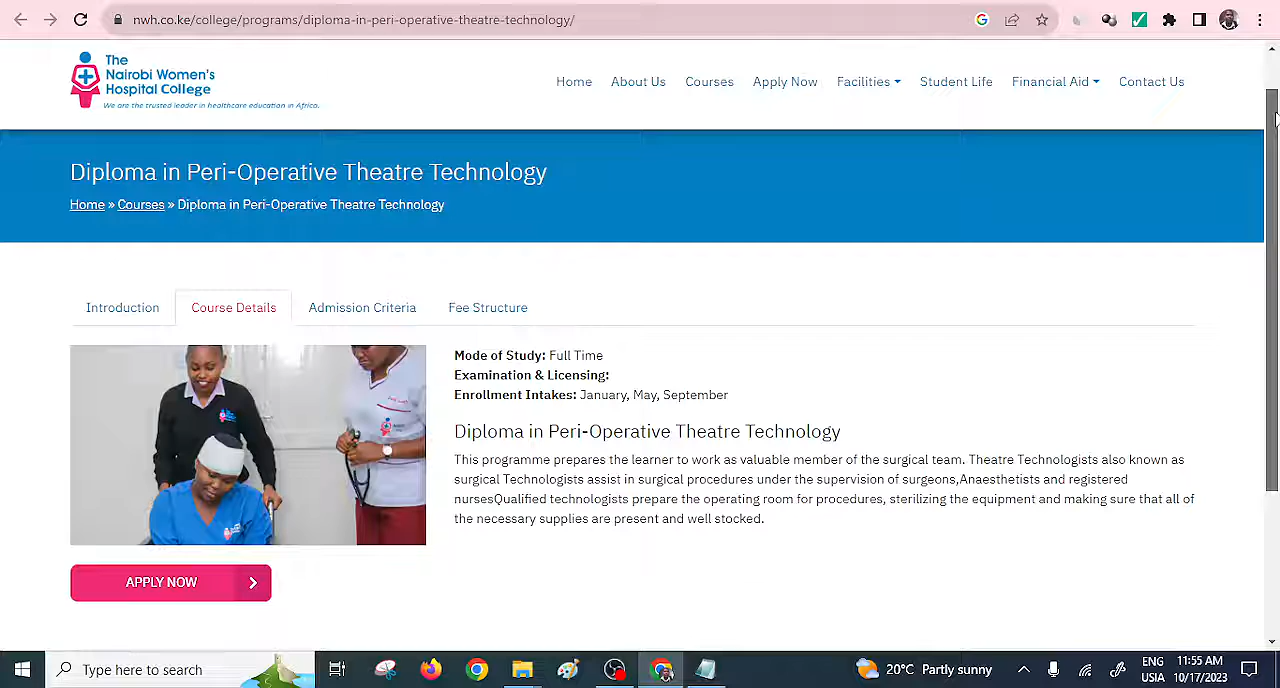 nwh.co.ke/college/programs/diploma-in-peri-operative-theatre-technology/
The
Nairobi Women's
Hospital College
We are the trusted leader in healthcare education in Africa.
Home About Us Courses Apply Now Facilities Student Life Financial Aid Contact Us
Diploma in Peri-Operative Theatre Technology
Home » Courses » Diploma in Peri-Operative Theatre Technology
Introduction Course Details Admission Criteria Fee Structure
Mode of Study: Full Time
Examination & Licensing:
Enrollment Intakes: January, May, September
Diploma in Peri-Operative Theatre Technology
This programme prepares the learner to work as valuable member of the surgical team. Theatre Technologists also known as
surgical Technologists assist in surgical procedures under the supervision of surgeons,Anaesthetists and registered
nursesQualified technologists prepare the operating room for procedures, sterilizing the equipment and making sure that all of
the necessary supplies are present and well stocked.
APPLY NOW
Type here to search
20°C Partly sunny
ENG
USA
11:55 AM
10/17/2023